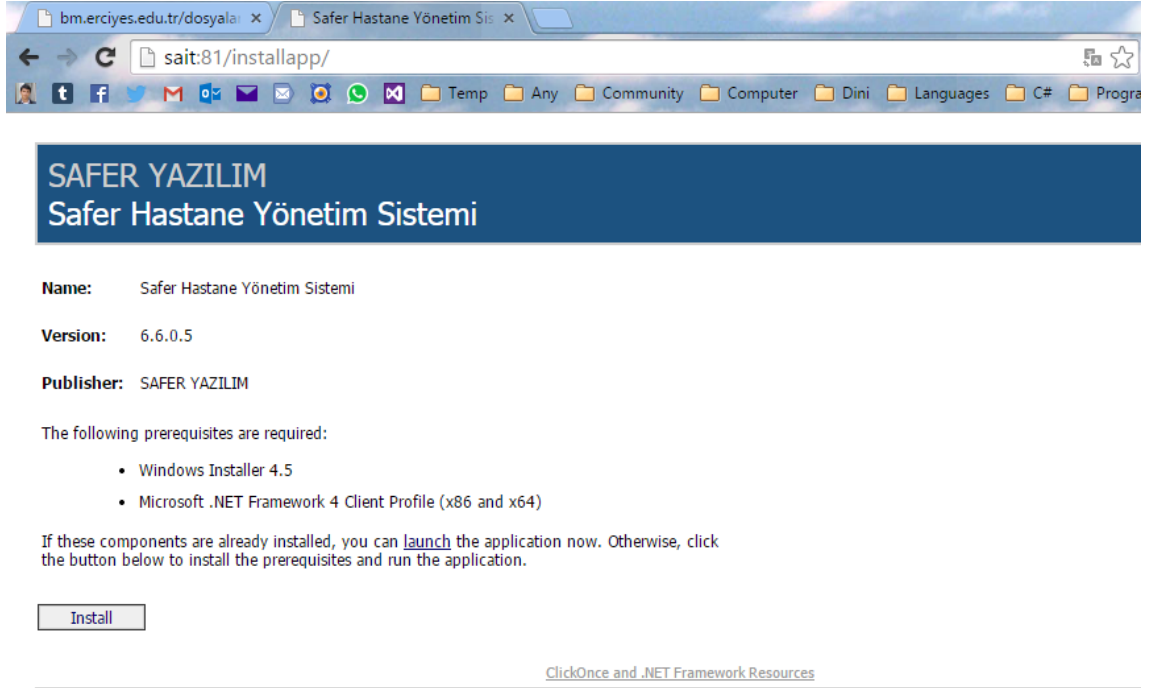 bm.erciyes.edu.tr/dosyala
Safer Hastane Yönetim Sis
sait:81/installapp/
Temp Any Community Computer Dini Languages C# Progra
SAFER YAZILIM
Safer Hastane Yönetim Sistemi
Name: Safer Hastane Yönetim Sistemi
Version: 6.6.0.5
Publisher: SAFER YAZILIM
The following prerequisites are required:
• Windows Installer 4.5
• Microsoft .NET Framework 4 Client Profile (x86 and x64)
If these components are already installed, you can launch the application now. Otherwise, click
the button below to install the prerequisites and run the application.
Install
ClickOnce and .NET Framework Resources